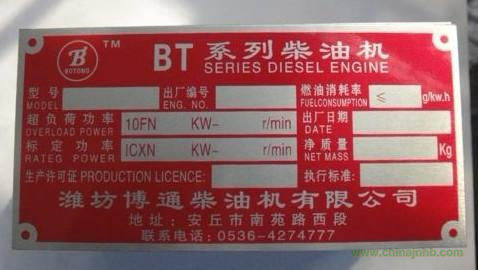 B BOTONG TM BT 系列柴油机
SERIES DIESEL ENGINE
型号 出厂编号 燃油消耗率
MODEL ENG. NO. FUELCONSUMPTION ≤ g/kw.h
超负荷功率 10FN KW- r/min 出厂日期
OVERLOAD POWER DATE
标定功率 ICXN KW- r/min 净质量 Kg
RATEG POWER NET MASS
生产许可证 PRODUCTION LICENCE: 执行标准:
潍坊博通柴油机有限公司
地址: 安丘市南苑路西段
联系电话: 0536-4274777
www.chinajnhb.com